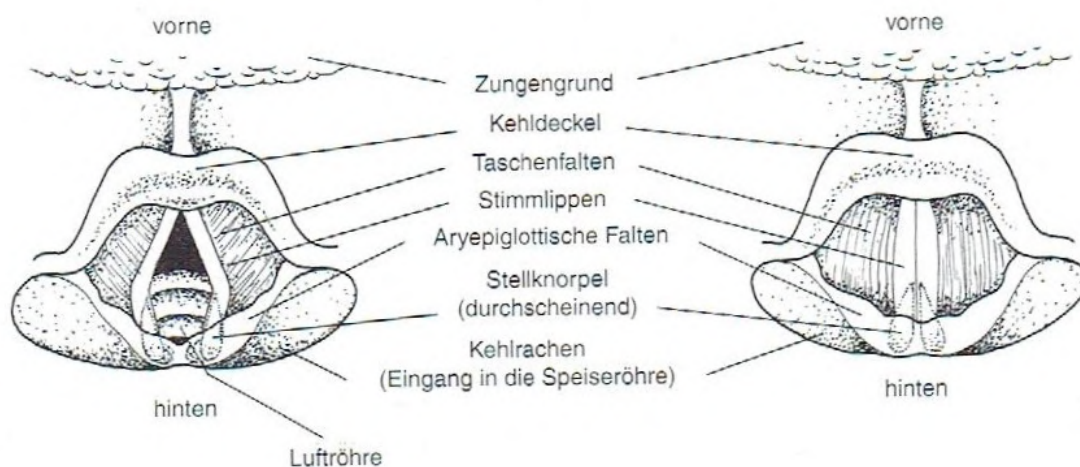 vorne
vorne
Zungengrund
Kehldeckel
Taschenfalten
Stimmlippen
Aryepiglottische Falten
Stellknorpel
(durchscheinend)
Kehlrachen
(Eingang in die Speiseröhre)
hinten
hinten
Luftröhre